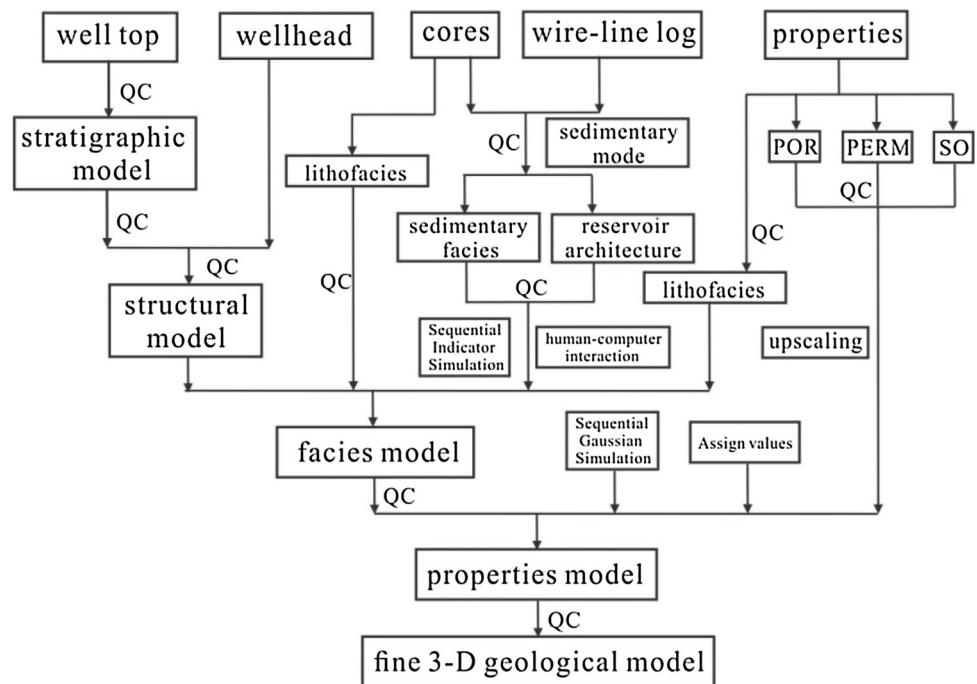 well top
wellhead
cores
wire-line log
properties
QC
stratigraphic
model
QC
sedimentary
mode
POR
PERM
SO
lithofacies
QC
QC
sedimentary
facies
reservoir
architecture
QC
QC
structural
model
QC
QC
lithofacies
Sequential
Indicator
Simulation
human-computer
interaction
upscaling
facies model
Sequential
Gaussian
Simulation
Assign values
QC
properties model
QC
fine 3-D geological model